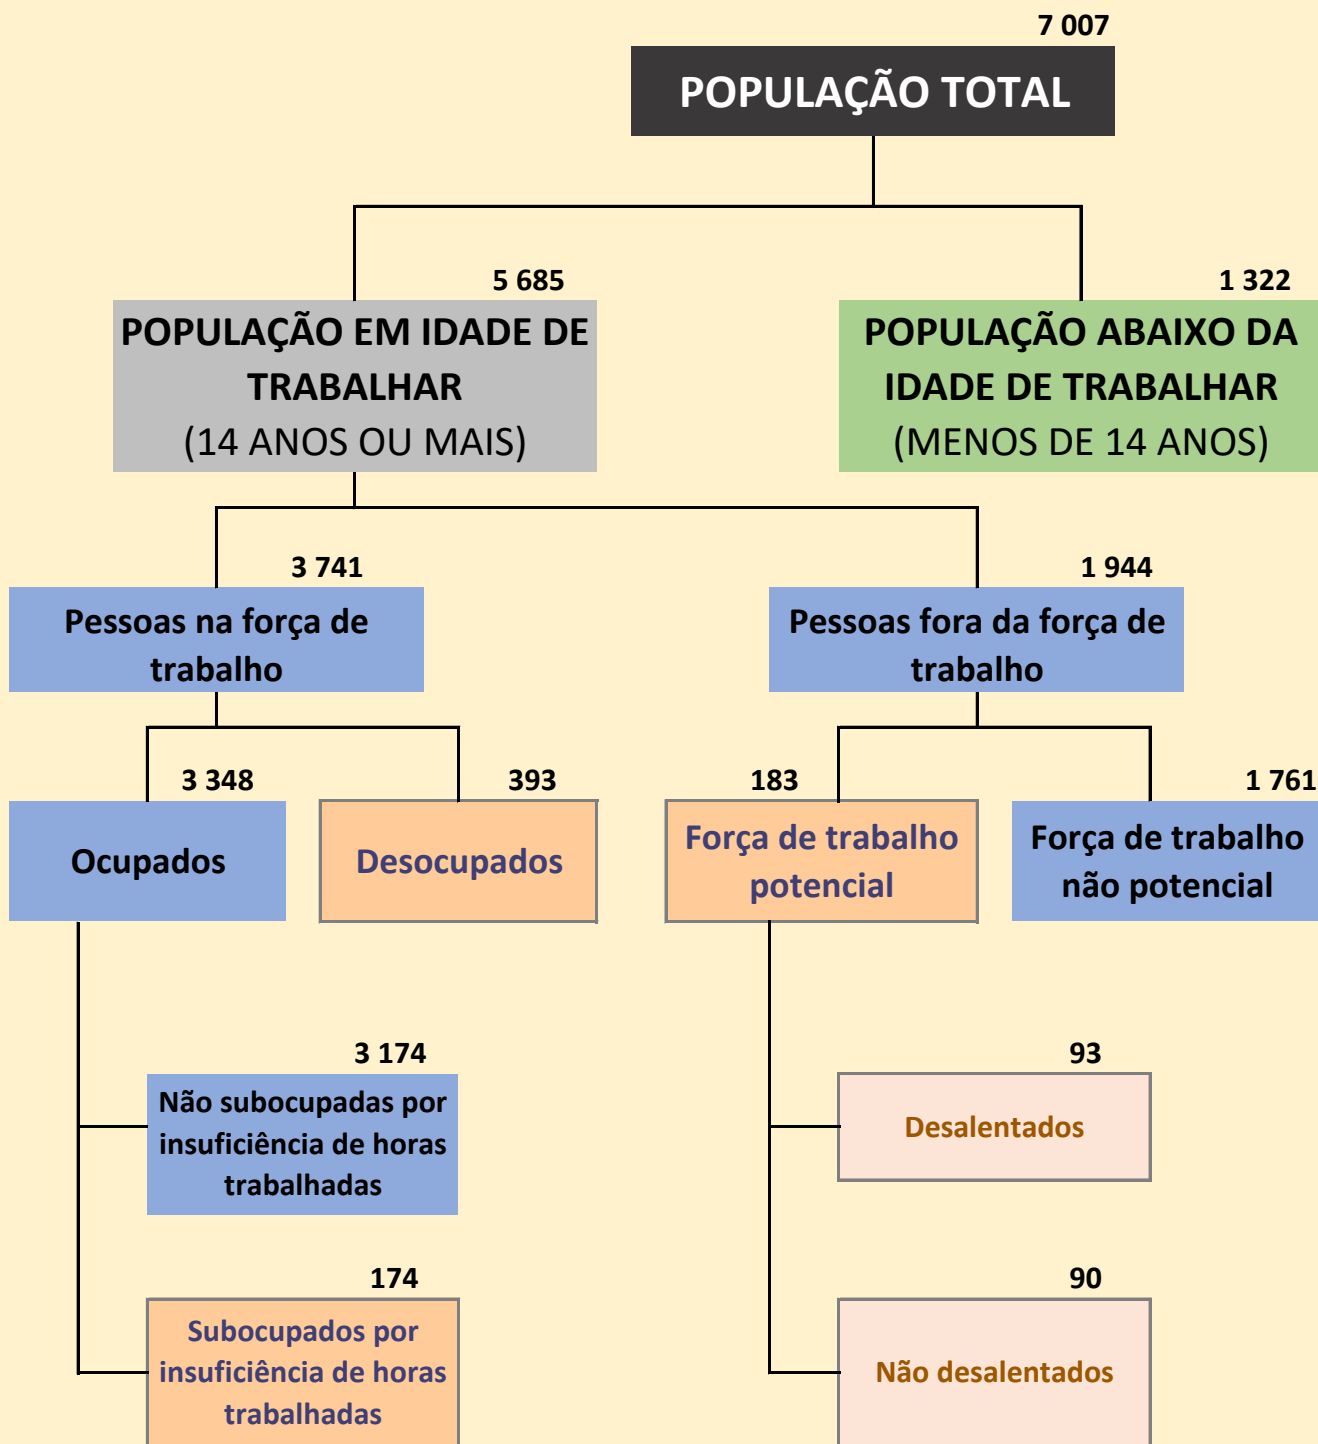 7 007
POPULAÇÃO TOTAL
5 685
POPULAÇÃO EM IDADE DE
TRABALHAR
(14 ANOS OU MAIS)
1 322
POPULAÇÃO ABAIXO DA
IDADE DE TRABALHAR
(MENOS DE 14 ANOS)
3 741
Pessoas na força de
trabalho
1 944
Pessoas fora da força de
trabalho
3 348
Ocupados
393
Desocupados
183
Força de trabalho
potencial
1 761
Força de trabalho
não potencial
3 174
Não subocupadas por
insuficiência de horas
trabalhadas
93
Desalentados
174
Subocupados por
insuficiência de horas
trabalhadas
90
Não desalentados